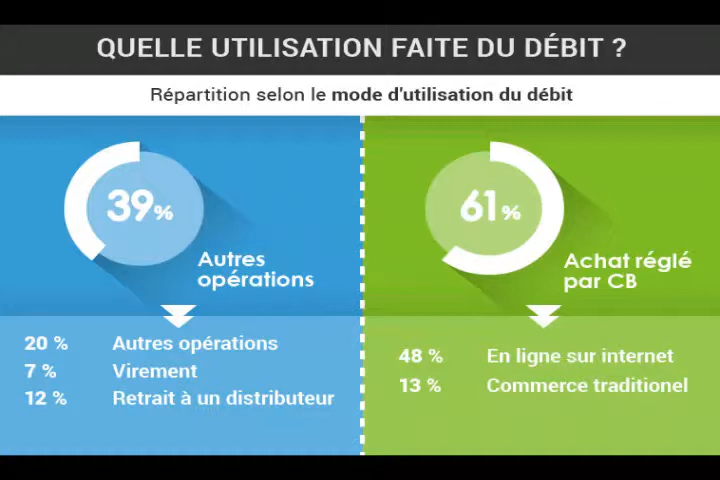 QUELLE UTILISATION FAITE DU DÉBIT ?
Répartition selon le mode d'utilisation du débit
39%
Autres
opérations
20 % Autres opérations
7 % Virement
12 % Retrait à un distributeur
61%
Achat réglé
par CB
48 % En ligne sur internet
13 % Commerce traditionel